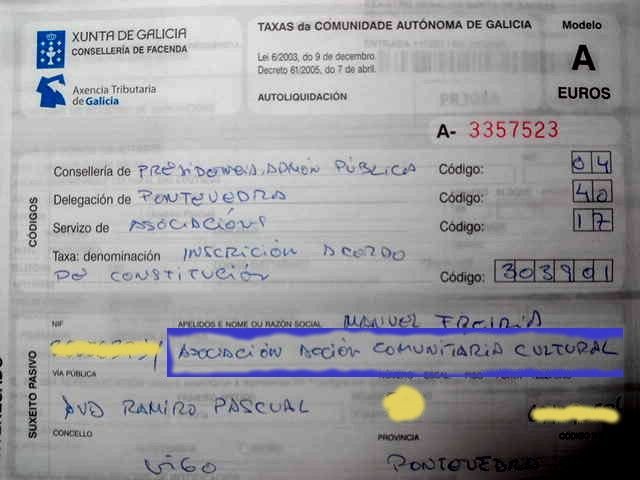 XUNTA DE GALICIA
CONSELLERÍA DE FACENDA
Axencia Tributaria
de Galicia
TAXAS da COMUNIDADE AUTÓNOMA DE GALICIA
Lei 6/2003, do 9 de decembro.
Decreto 61/2005, do 7 de abril.
AUTOLIQUIDACIÓN
Modelo
A
EUROS
A- 3357523
CÓDIGOS
Consellería de PRESIDENCIA, ADMÓN PÚBLICA Código: 04
Delegación de PONTEVEDRA Código: 40
Servizo de ASOCIACIÓNS Código: 17
Taxa: denominación INSCRICIÓN ACORDO
DE CONSTITUCIÓN Código: 303901
SUXEITO PASIVO
NIF APELIDOS E NOME OU RAZÓN SOCIAL MANUEL FREIRIA
ASOCIACIÓN ACCIÓN COMUNITARIA CULTURAL
VÍA PÚBLICA
AVD RAMIRO PASCUAL
CONCELLO PROVINCIA
VIGO PONTEVEDRA